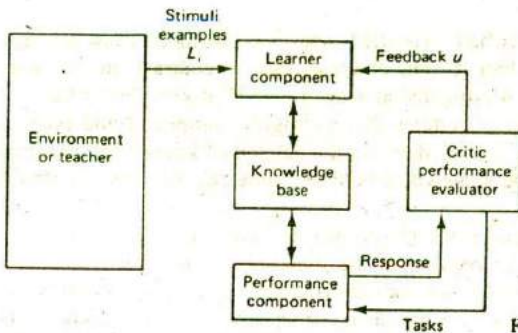 Stimuli
examples
L,
Learner
component
Feedback u
Environment
or teacher
Knowledge
base
Critic
performance
evaluator
Response
Performance
component
Tasks